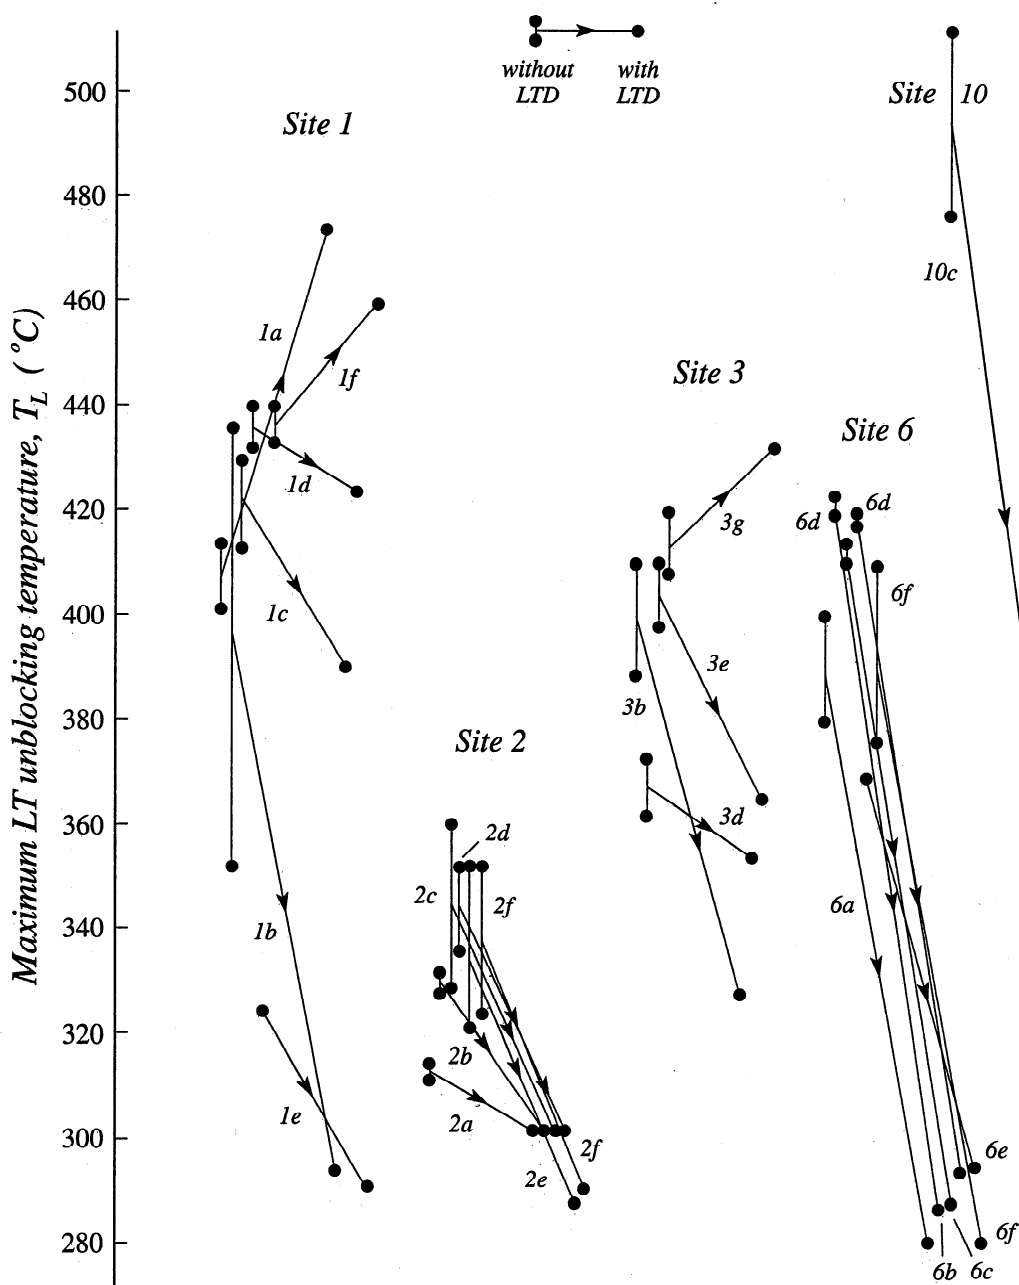 without
LTD
with
LTD
Site 10
Site 1
Site 3
Site 6
Site 2
Maximum LT unblocking temperature, T_L (°C)
500
480
460
440
420
400
380
360
340
320
300
280
1a
1f
1d
1c
1b
1e
2d
2c
2f
2b
2a
2f
2e
3g
3e
3b
3d
10c
6d
6d
6f
6a
6e
6f
6b
6c